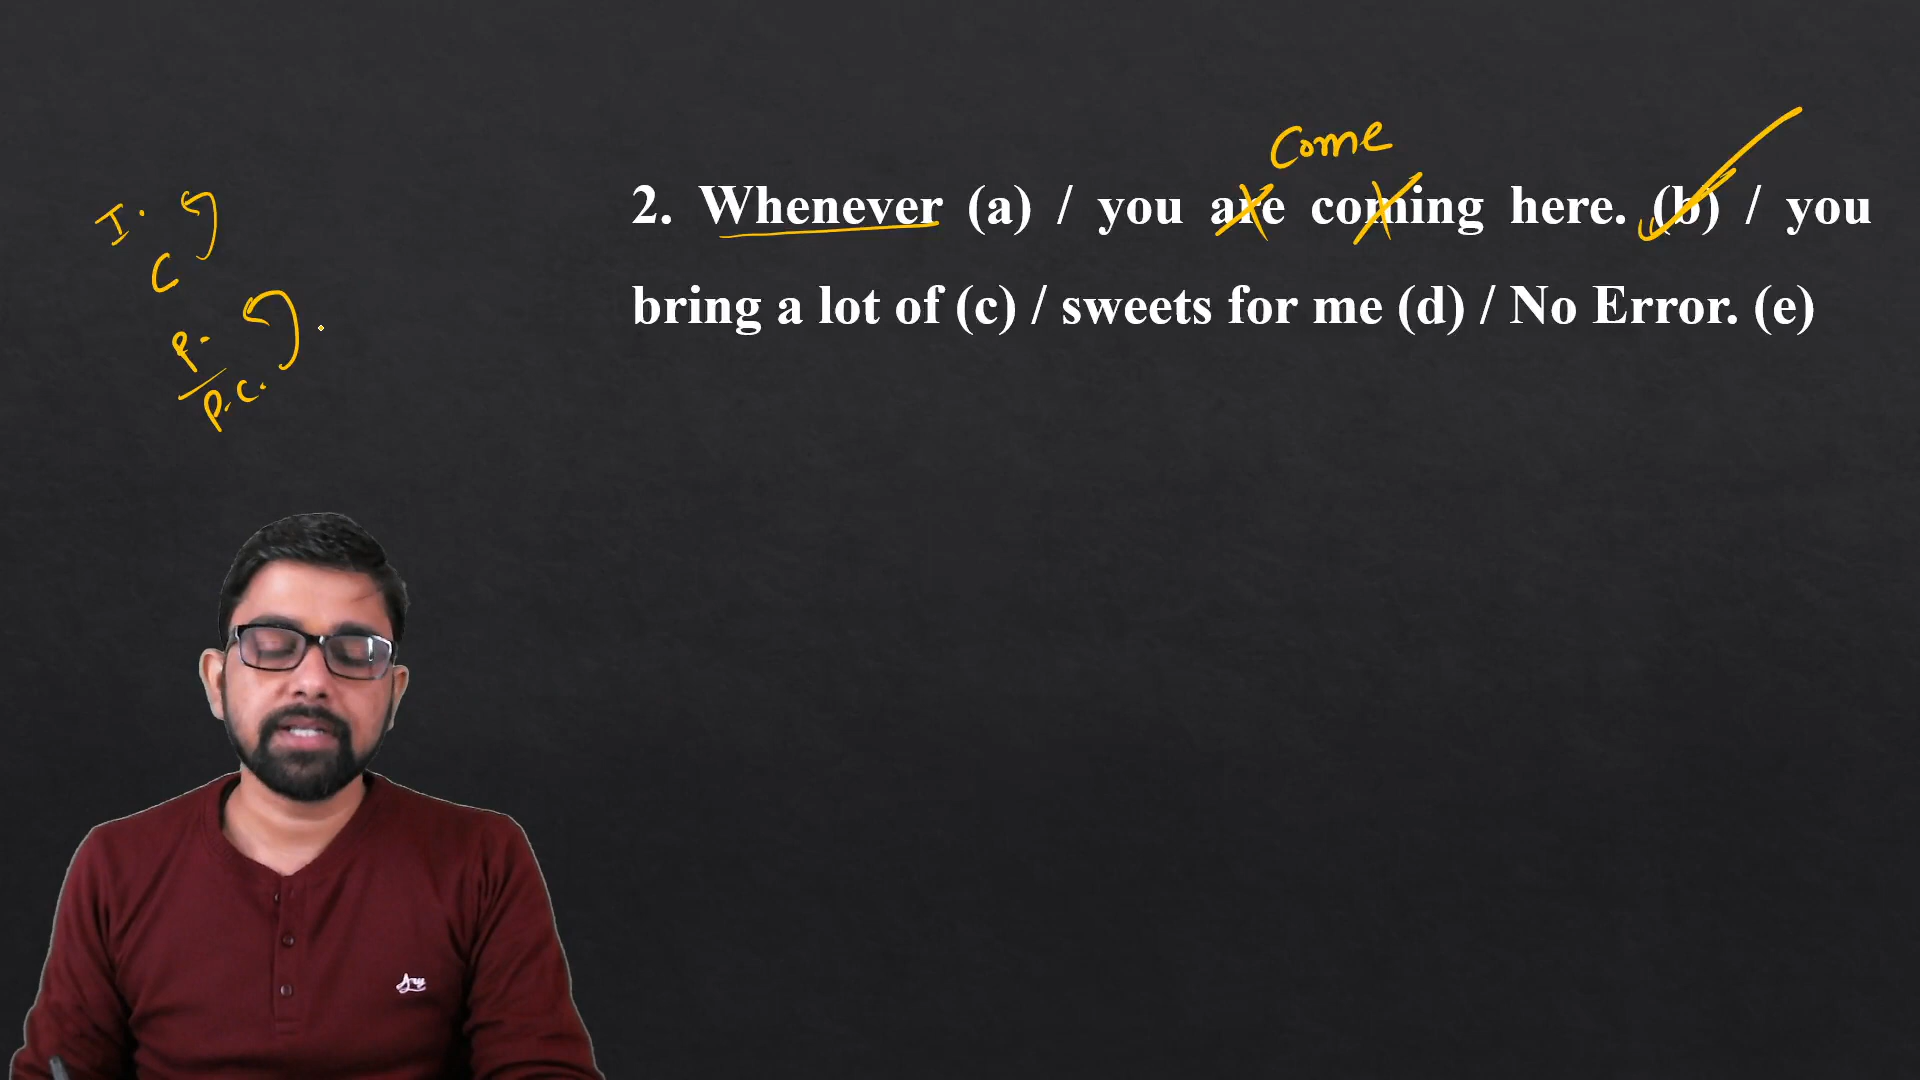 Come
2. Whenever (a) / you are coming here. (b) / you
bring a lot of (c) / sweets for me (d) / No Error. (e)
I.
C
P.
P.C.